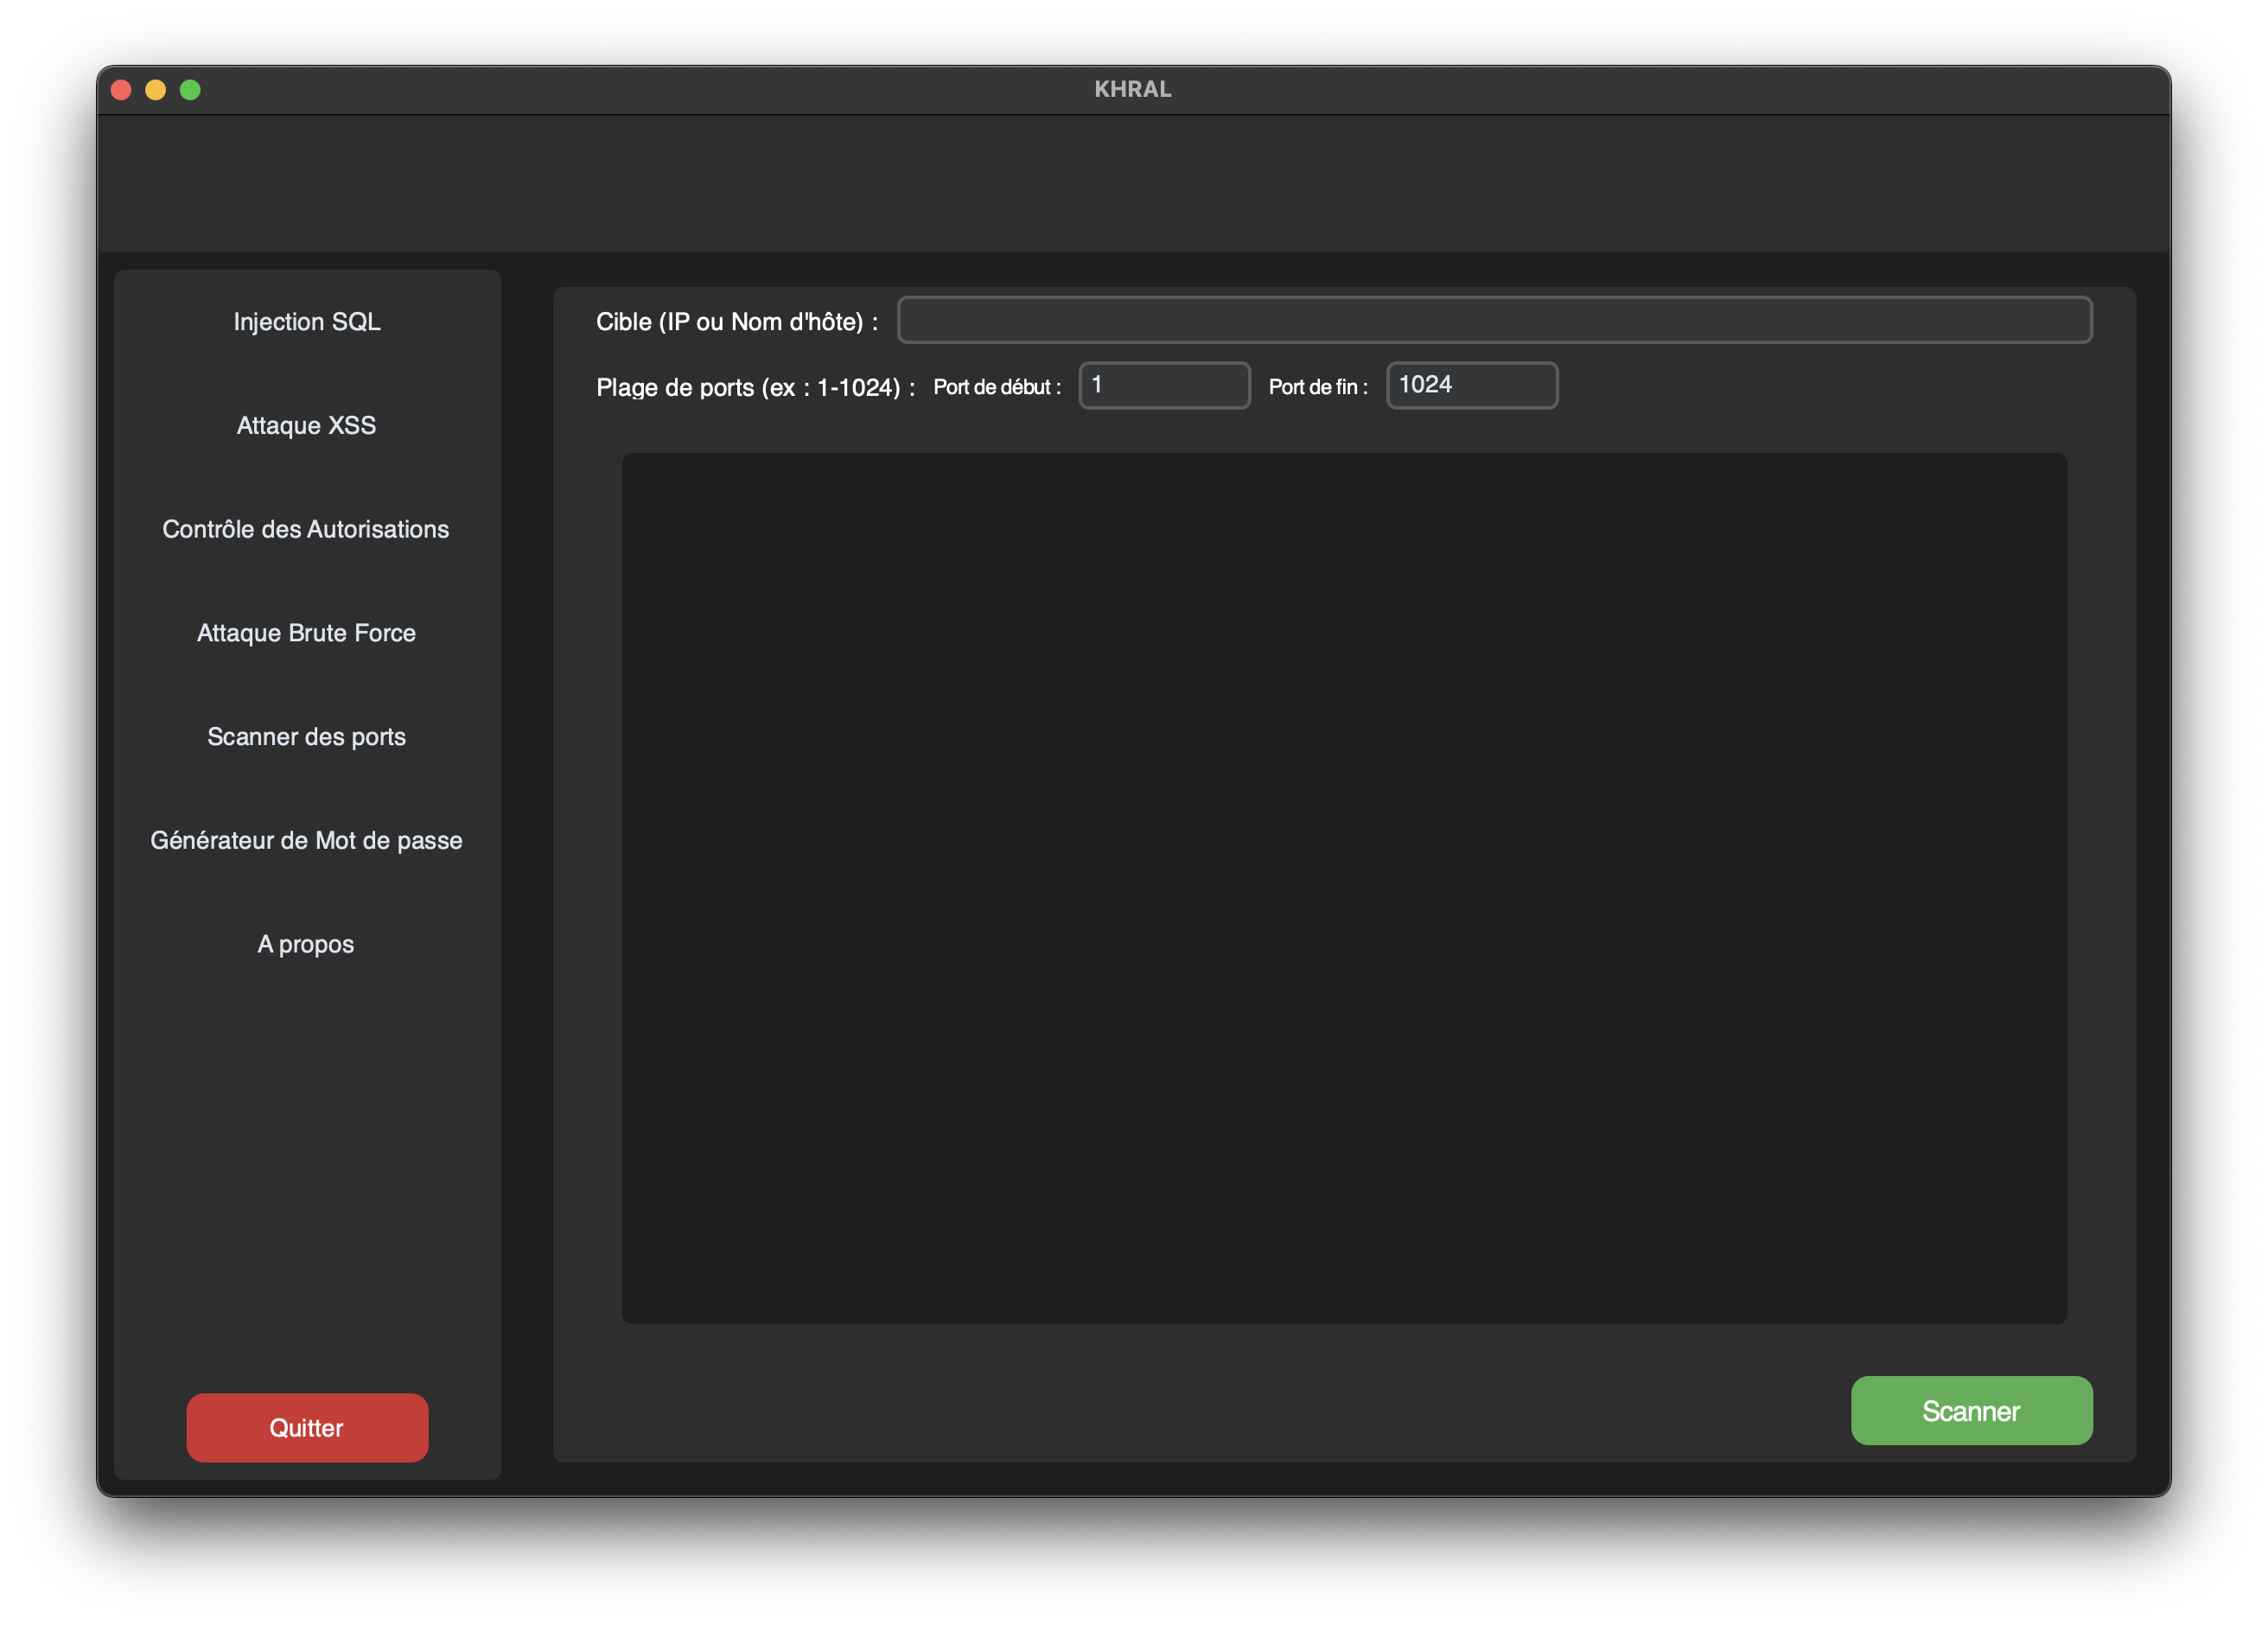 KHRAL
Injection SQL
Attaque XSS
Contrôle des Autorisations
Attaque Brute Force
Scanner des ports
Générateur de Mot de passe
A propos
Quitter
Cible (IP ou Nom d'hôte) :
Plage de ports (ex : 1-1024) : Port de début : 1 Port de fin : 1024
Scanner